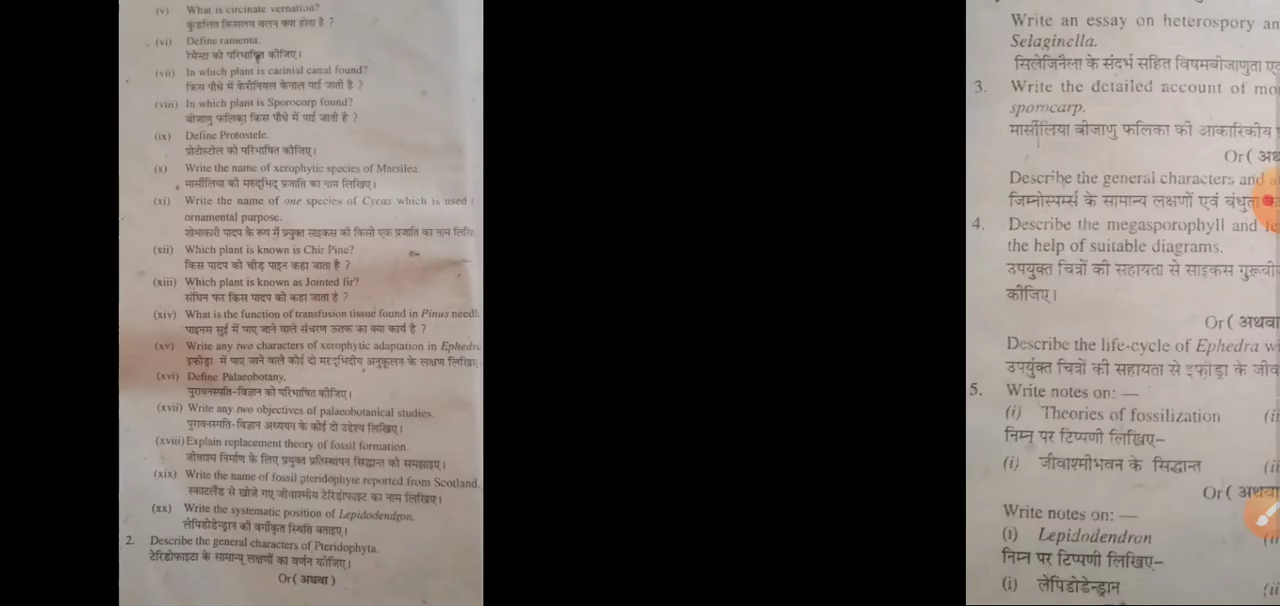 (v) What is circinate vernation?
कुंडलित किसलय वलन क्या होता है ?
(vi) Define ramenta.
रेमेन्टा को परिभाषित कीजिए।
(vii) In which plant is carinial canal found?
किस पौधे में केरीनियल केनाल पाई जाती है ?
(viii) In which plant is Sporocorp found?
बीजाणु फलिका किस पौधे में पाई जाती है ?
(ix) Define Protostele.
प्रोटोस्टील को परिभाषित कीजिए।
(x) Write the name of xerophytic species of Marsilea.
मार्सीलिया की मरुद्भिद् प्रजाति का नाम लिखिए।
(xi) Write the name of one species of Cycas which is used
ornamental purpose.
शोभाकारी पादप के रूप में प्रयुक्त साइकस की किसी एक प्रजाति का नाम
(xii) Which plant is known is Chir Pine?
किस पादप को चीड़ पाइन कहा जाता है ?
(xiii) Which plant is known as Jointed fir?
संधिन फर किस पादप को कहा जाता है ?
(xiv) What is the function of transfusion tissue found in Pinus
पाइनस सुई में पाए जाने वाले संचरण ऊतक का क्या कार्य है ?
(xv) Write any two characters of xerophytic adaptation in
इफीड्रा में पाए जाने वाले कोई दो मरुद्भिदीय अनुकूलन के लक्षण लिखिए
(xvi) Define Palaeobotany.
पुरावनस्पति-विज्ञान को परिभाषित कीजिए।
(xvii) Write any two objectives of palaeobotanical studies.
पुरावनस्पति-विज्ञान अध्ययन के कोई दो उद्देश्य लिखिए।
(xviii) Explain replacement theory of fossil formation.
जीवाश्म निर्माण के लिए प्रयुक्त प्रतिस्थापन सिद्धान्त को समझाइए।
(xix) Write the name of fossil pteridophyte reported from Scotland.
स्काटलैंड से खोजे गए जीवाश्मीय टेरिडोफाइट का नाम लिखिए।
(xx) Write the systematic position of Lepidodendron.
लेपिडोडेन्ड्रान की वर्गीकृत स्थिति बताइए।
2. Describe the general characters of Pteridophyta.
टेरिडोफाइटा के सामान्य लक्षणों का वर्णन कीजिए।
Or ( अथवा )
Write an essay on heterospory
Selaginella.
सिलेजिनैला के संदर्भ सहित विषमबीजाणुता
3. Write the detailed account of
sporocarp.
मार्सीलिया बीजाणु फलिका की आकारिकीय
Or (
Describe the general characters and
जिम्नोस्पर्म्स के सामान्य लक्षणों एवं बंधुता
4. Describe the megasporophyll and
the help of suitable diagrams.
उपयुक्त चित्रों की सहायता से साइकस
कीजिए।
Or ( अथवा
Describe the life-cycle of Ephedra
उपर्युक्त चित्रों की सहायता से इफीड्रा के
5. Write notes on: —
(i) Theories of fossilization
निम्न पर टिप्पणी लिखिए–
(i) जीवाश्मीभवन के सिद्धान्त
Or ( अथवा
Write notes on: —
(i) Lepidodendron
निम्न पर टिप्पणी लिखिए–
(i) लेपिडोडेन्ड्रान